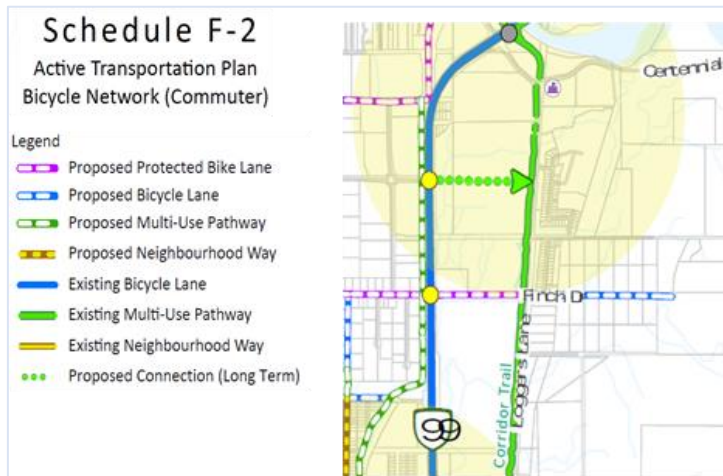 Schedule F-2
Active Transportation Plan
Bicycle Network (Commuter)
Legend
Proposed Protected Bike Lane
Proposed Bicycle Lane
Proposed Multi-Use Pathway
Proposed Neighbourhood Way
Existing Bicycle Lane
Existing Multi-Use Pathway
Existing Neighbourhood Way
Proposed Connection (Long Term)
Centennial
Finch Dr
Loggers Lane
Corridor Trail
99